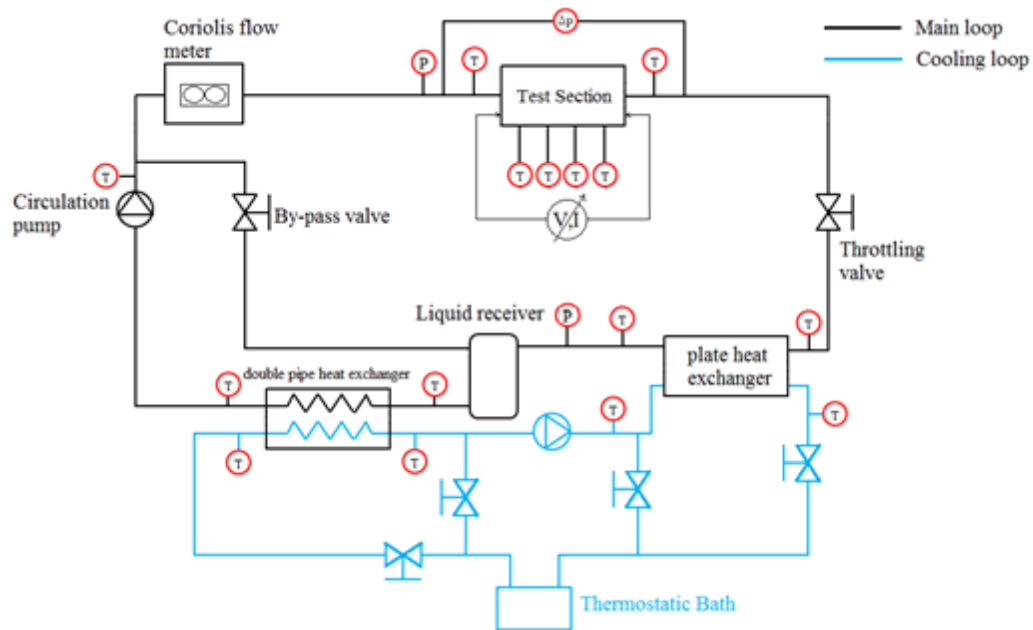 Coriolis flow
meter
Δp
Main loop
Cooling loop
P
T
T
Test Section
T
T
T
T
T
Circulation
pump
By-pass valve
V,I
Throttling
valve
Liquid receiver
P
T
T
plate heat
exchanger
double pipe heat exchanger
T
T
T
T
T
T
Thermostatic Bath